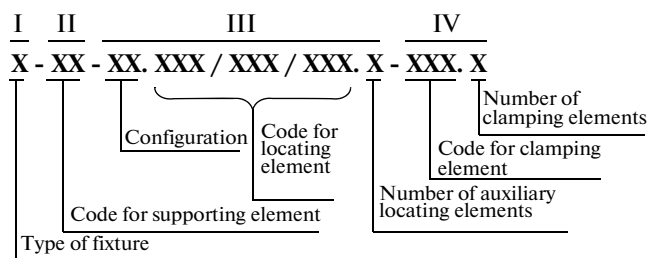 I II III IV
X - XX - XX. XXX / XXX / XXX. X - XXX. X
Number of
clamping elements
Configuration
Code for
locating
element
Code for clamping
element
Number of auxiliary
locating elements
Code for supporting element
Type of fixture